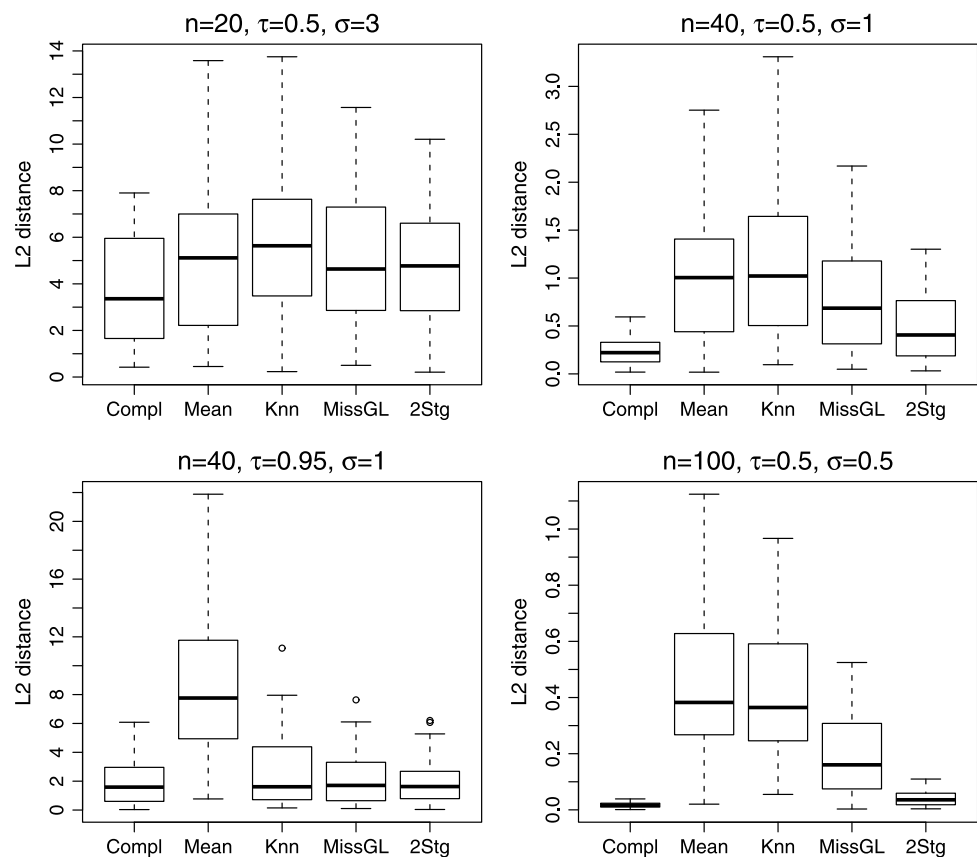 n=20, τ=0.5, σ=3
L2 distance
0 2 4 6 8 10 12 14
Compl Mean Knn MissGL 2Stg
n=40, τ=0.5, σ=1
L2 distance
0.0 0.5 1.0 1.5 2.0 2.5 3.0
Compl Mean Knn MissGL 2Stg
n=40, τ=0.95, σ=1
L2 distance
0 2 4 6 8 12 16 20
Compl Mean Knn MissGL 2Stg
n=100, τ=0.5, σ=0.5
L2 distance
0.0 0.2 0.4 0.6 0.8 1.0
Compl Mean Knn MissGL 2Stg